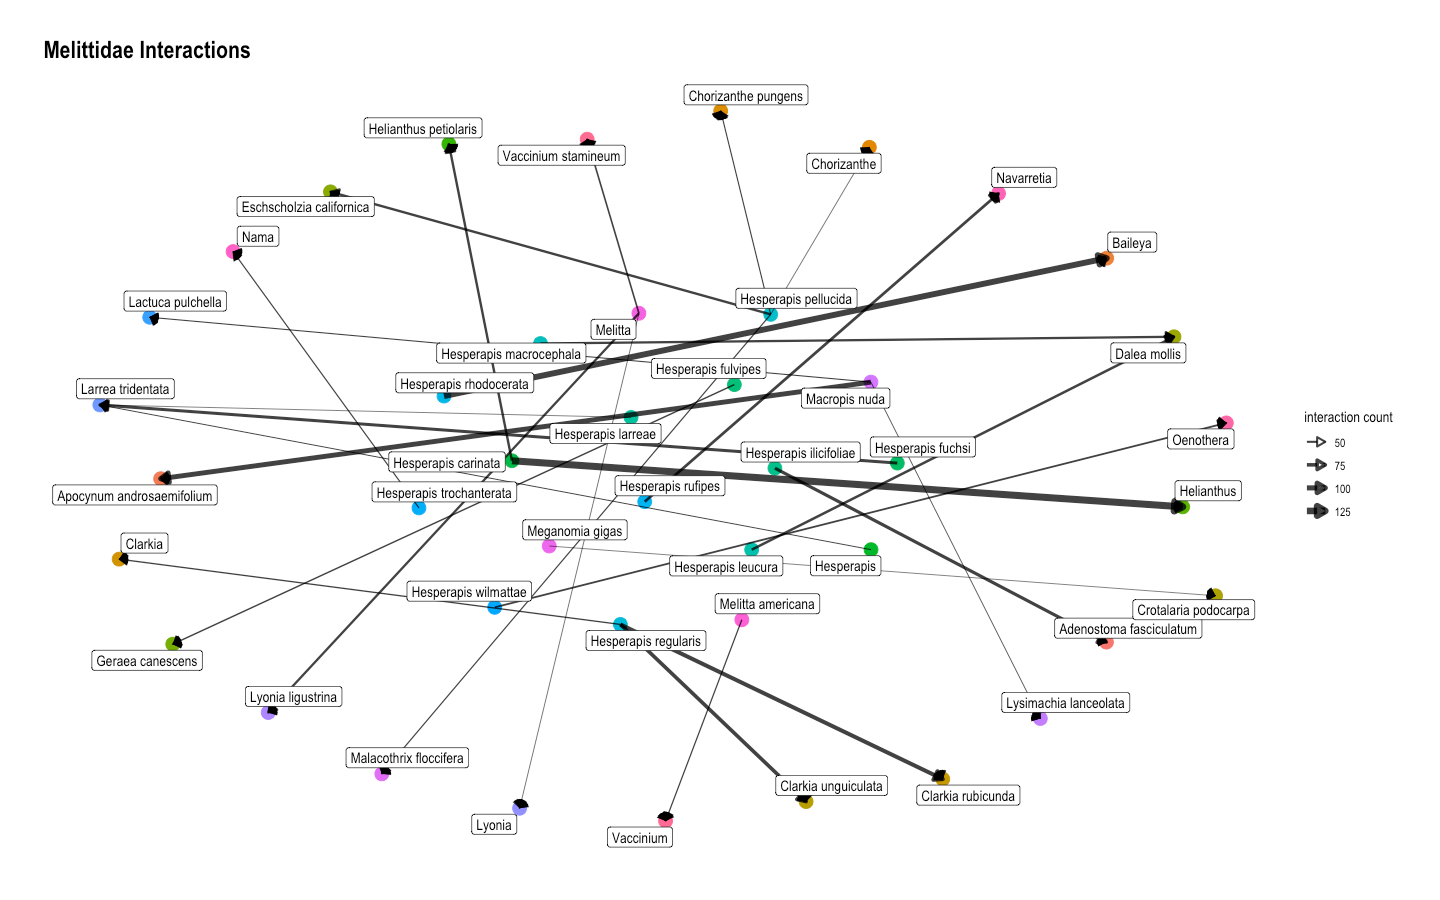 Melittidae Interactions
Chorizanthe pungens
Helianthus petiolaris
Vaccinium stamineum
Chorizanthe
Navarretia
Eschscholzia californica
Nama
Baileya
Lactuca pulchella
Hesperapis pellucida
Melitta
Hesperapis macrocephala
Dalea mollis
Hesperapis fulvipes
Hesperapis rhodocerata
Larrea tridentata
Macropis nuda
interaction count
Hesperapis larreae
Oenothera
50
Hesperapis ilicifoliae
Hesperapis fuchsi
Hesperapis carinata
75
Hesperapis rufipes
100
Apocynum androsaemifolium
Hesperapis trochanterata
Helianthus
125
Meganomia gigas
Clarkia
Hesperapis leucura
Hesperapis
Hesperapis wilmattae
Melitta americana
Crotalaria podocarpa
Adenostoma fasciculatum
Hesperapis regularis
Geraea canescens
Lyonia ligustrina
Lysimachia lanceolata
Malacothrix floccifera
Clarkia unguiculata
Clarkia rubicunda
Lyonia
Vaccinium